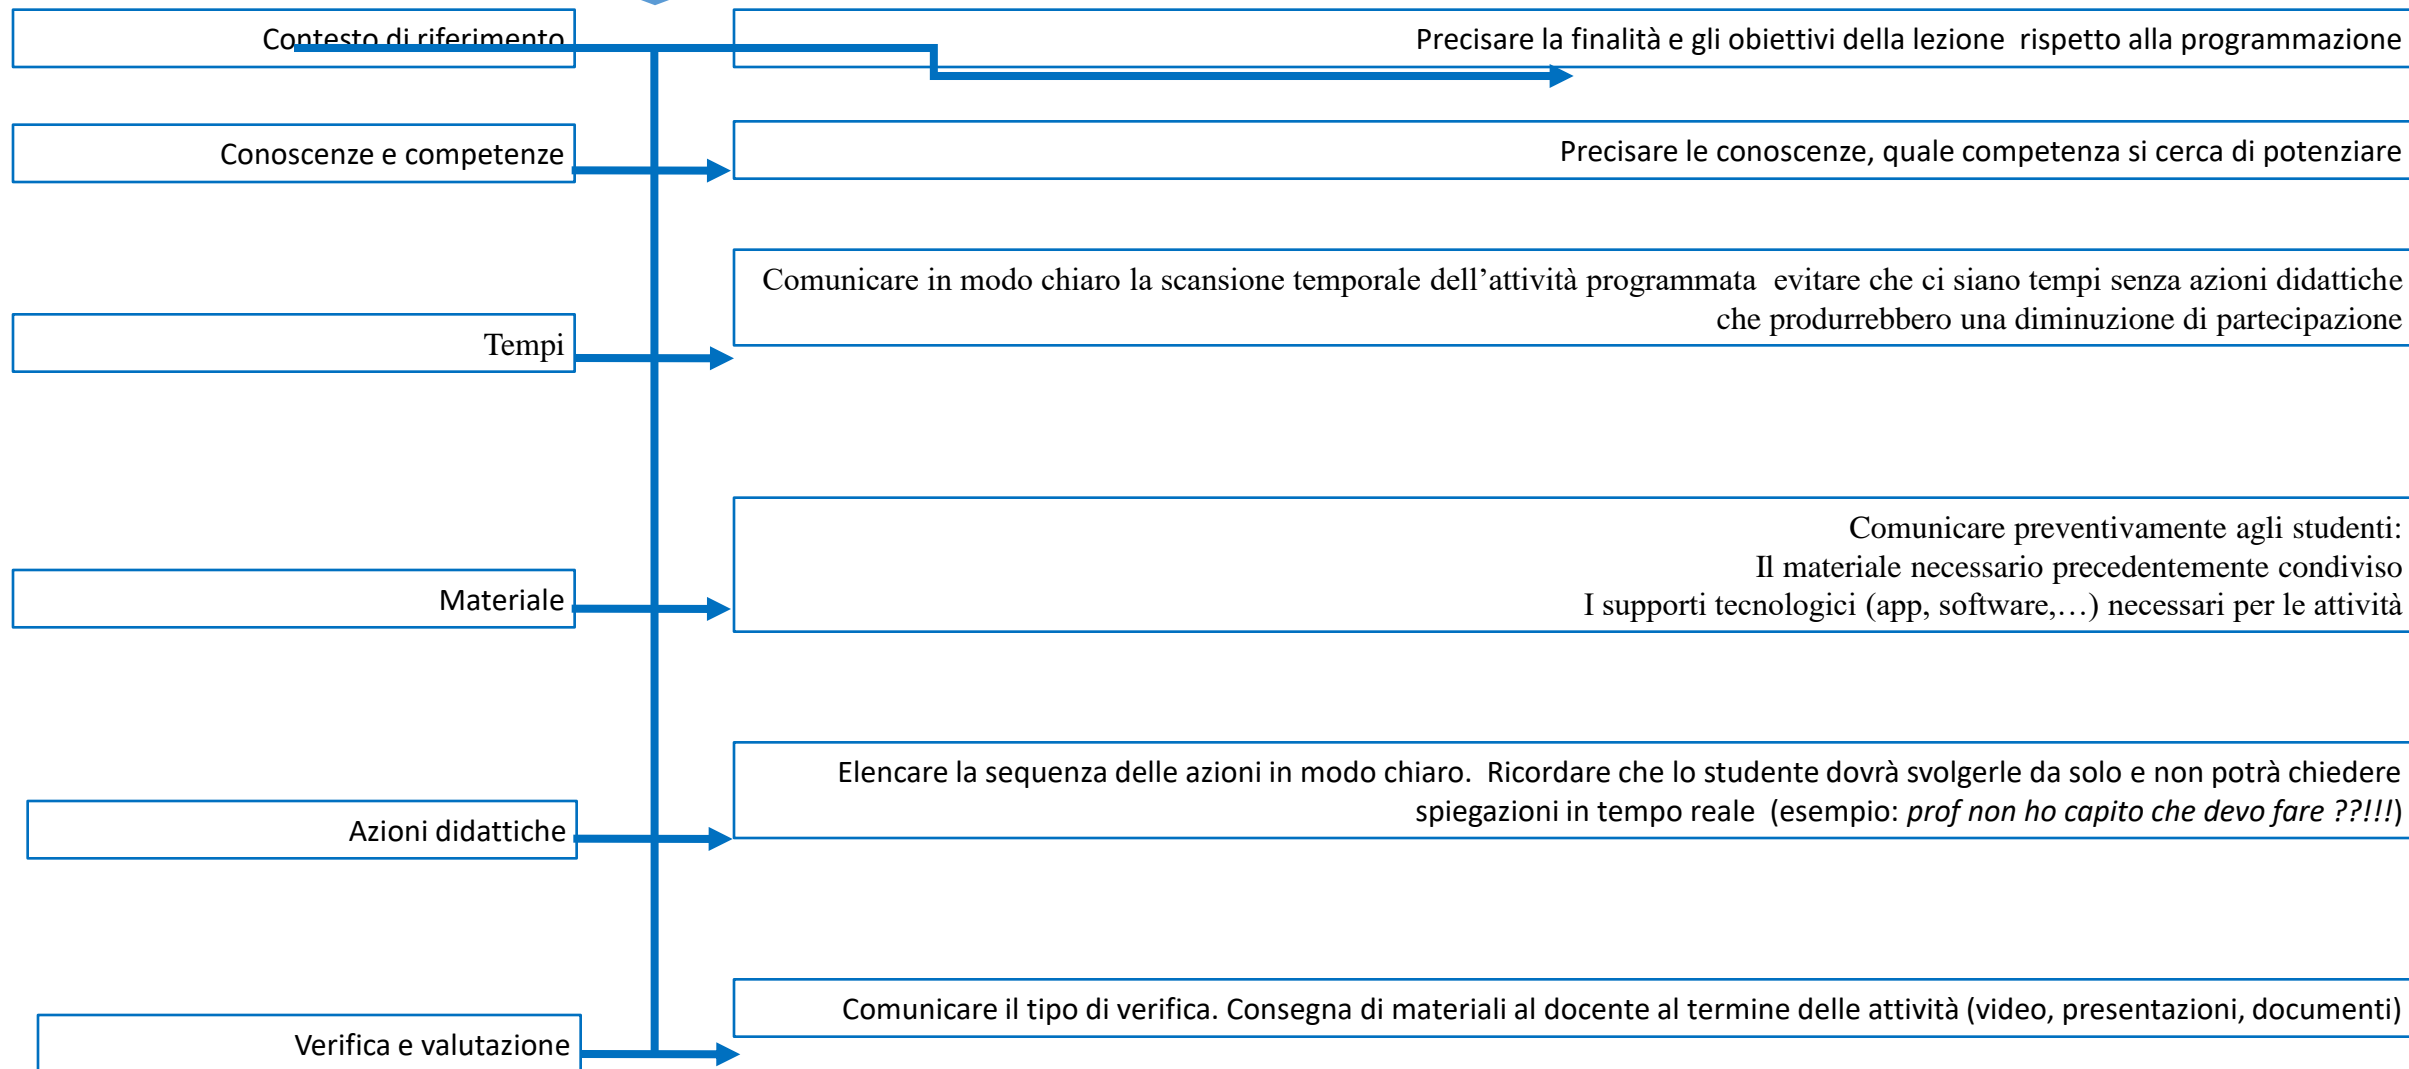 Contesto di riferimento
Precisare la finalità e gli obiettivi della lezione rispetto alla programmazione
Conoscenze e competenze
Precisare le conoscenze, quale competenza si cerca di potenziare
Tempi
Comunicare in modo chiaro la scansione temporale dell’attività programmata evitare che ci siano tempi senza azioni didattiche
che produrrebbero una diminuzione di partecipazione
Materiale
Comunicare preventivamente agli studenti:
Il materiale necessario precedentemente condiviso
I supporti tecnologici (app, software,…) necessari per le attività
Azioni didattiche
Elencare la sequenza delle azioni in modo chiaro. Ricordare che lo studente dovrà svolgerle da solo e non potrà chiedere
spiegazioni in tempo reale (esempio: prof non ho capito che devo fare ??!!!)
Verifica e valutazione
Comunicare il tipo di verifica. Consegna di materiali al docente al termine delle attività (video, presentazioni, documenti)